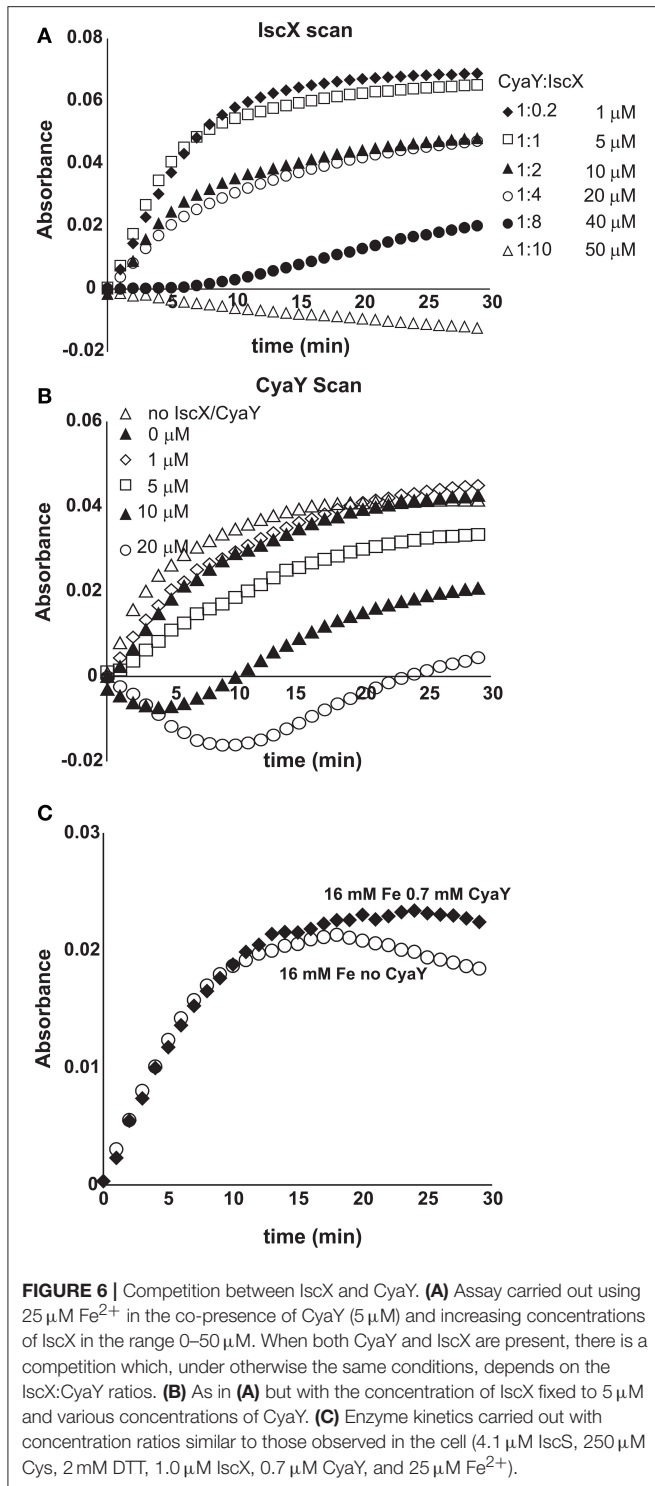 A
IscX scan
0.08
0.06
0.04
0.02
0
-0.02
Absorbance
5
10
15
20
25
30
time (min)
CyaY:IscX
1:0.2 1 μM
1:1 5 μM
1:2 10 μM
1:4 20 μM
1:8 40 μM
1:10 50 μM
B
CyaY Scan
0.06
0.04
0.02
0
-0.02
Absorbance
no IscX/CyaY
0 μM
1 μM
5 μM
10 μM
20 μM
5
10
15
20
25
30
time (min)
C
0.03
0.02
0.01
0
Absorbance
16 mM Fe 0.7 mM CyaY
16 mM Fe no CyaY
0
5
10
15
20
25
30
time (min)
FIGURE 6 | Competition between IscX and CyaY. (A) Assay carried out using
25 μM Fe²⁺ in the co-presence of CyaY (5 μM) and increasing concentrations
of IscX in the range 0–50 μM. When both CyaY and IscX are present, there is a
competition which, under otherwise the same conditions, depends on the
IscX:CyaY ratios. (B) As in (A) but with the concentration of IscX fixed to 5 μM
and various concentrations of CyaY. (C) Enzyme kinetics carried out with
concentration ratios similar to those observed in the cell (4.1 μM IscS, 250 μM
Cys, 2 mM DTT, 1.0 μM IscX, 0.7 μM CyaY, and 25 μM Fe²⁺).